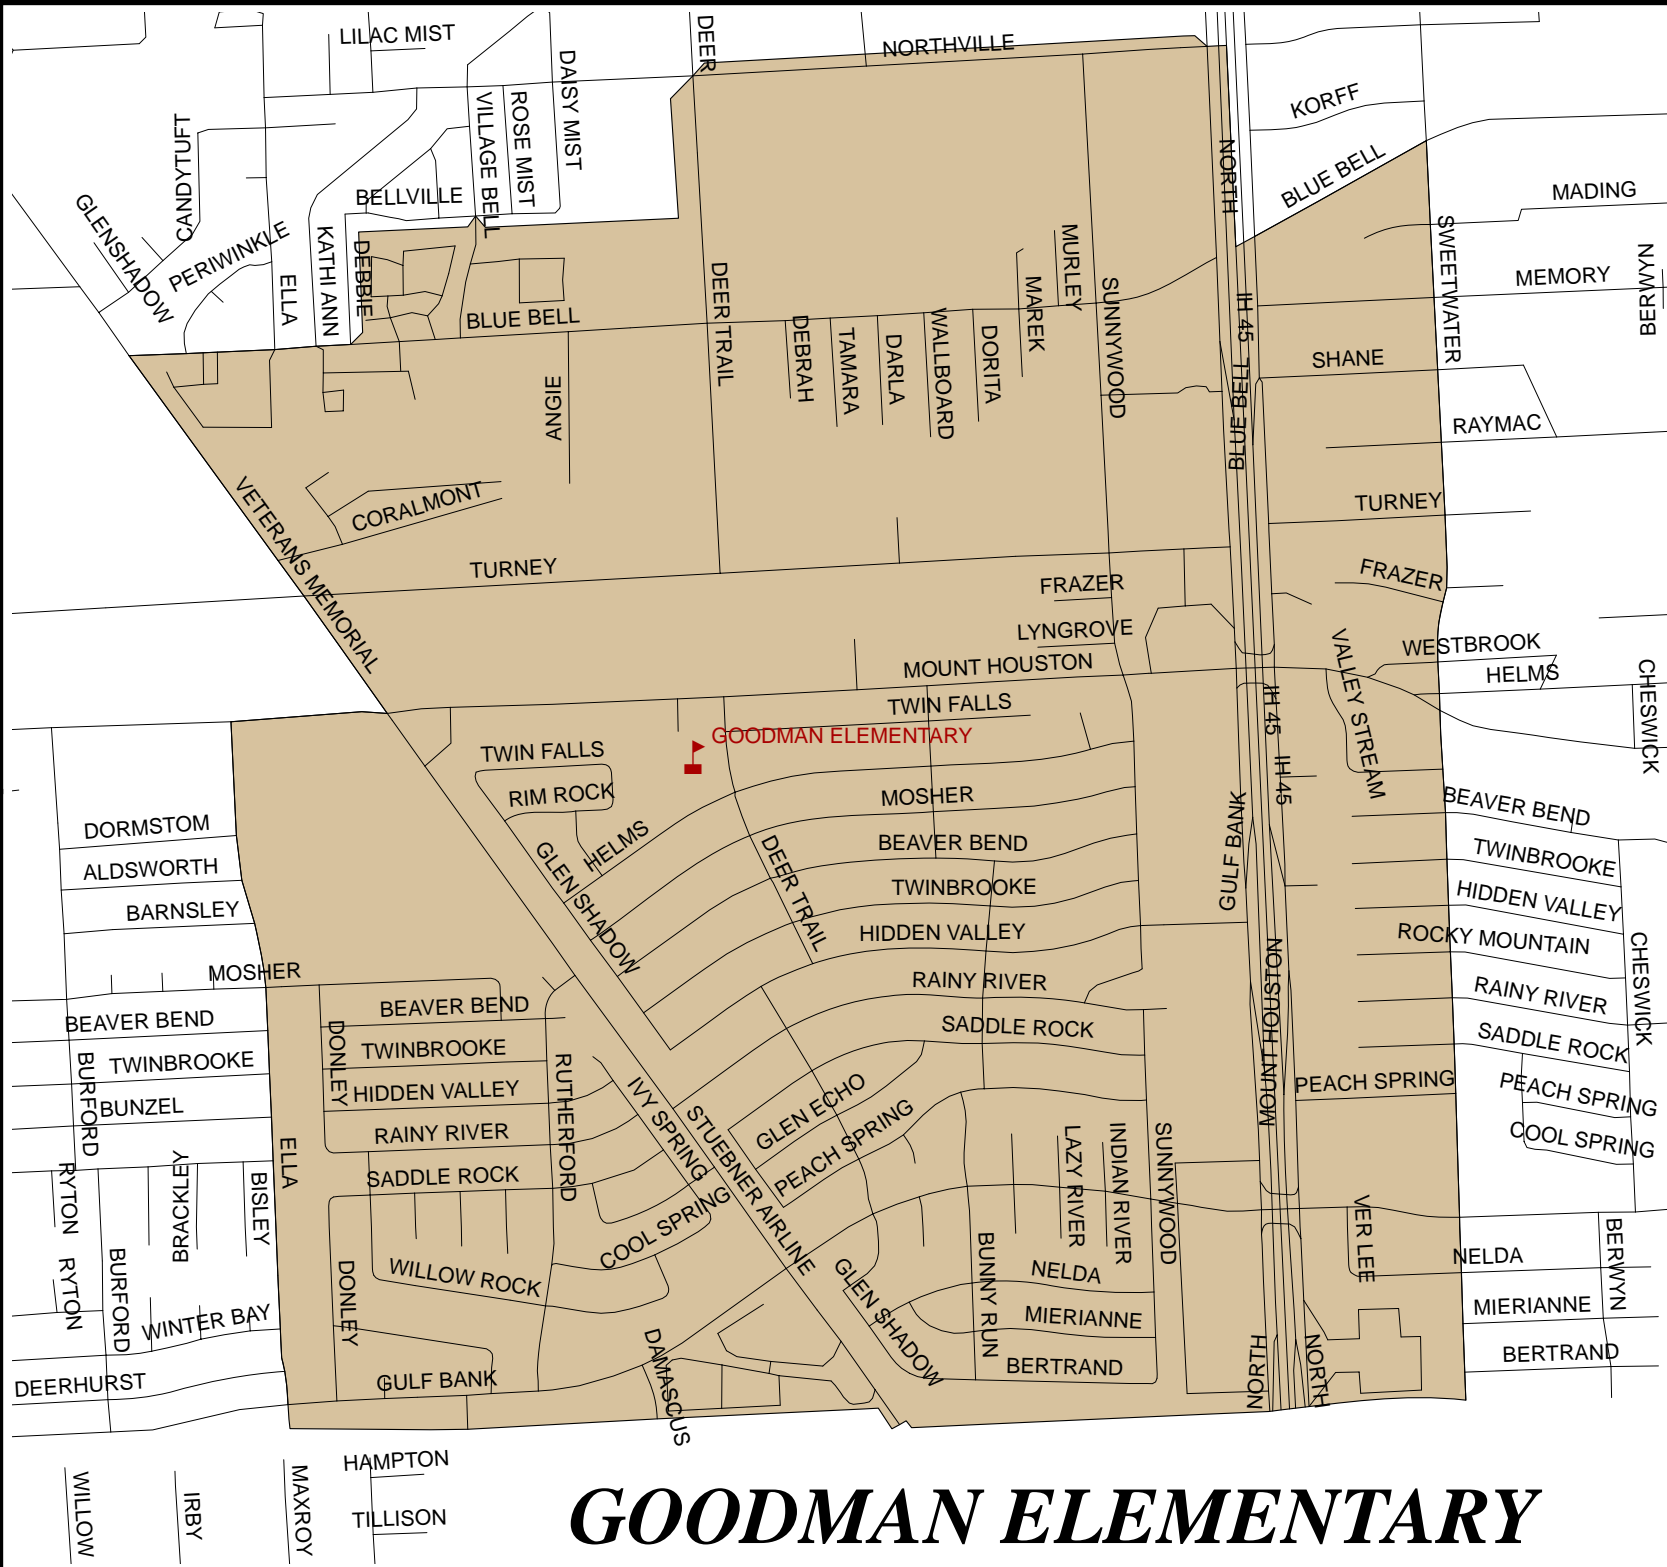 LILAC MIST
DEER
NORTHVILLE
DAISY MIST
VILLAGE BELL
ROSE MIST
KORFF
CANDYTUFT
NORTH
BLUE BELL
BELLVILLE
MADING
GLENSHADOW
PERIWINKLE
ELLA
KATHI ANN
DEBBIE
DEER TRAIL
MURLEY
MAREK
SUNNYWOOD
SWEETWATER
MEMORY
BERWYN
BLUE BELL
DEBRAH
TAMARA
DARLA
WALLBOARD
DORITA
IH 45
BLUE BELL
SHANE
ANGIE
RAYMAC
VETERANS MEMORIAL
CORALMONT
TURNEY
TURNEY
FRAZER
FRAZER
LYNGROVE
MOUNT HOUSTON
VALLEY STREAM
WESTBROOK
HELMS
CHESWICK
TWIN FALLS
IH 45
GOODMAN ELEMENTARY
TWIN FALLS
IH 45
RIM ROCK
MOSHER
GULF BANK
BEAVER BEND
DORMSTOM
HELMS
BEAVER BEND
DEER TRAIL
GLEN SHADOW
TWINBROOKE
ALDSWORTH
TWINBROOKE
HIDDEN VALLEY
BARNSLEY
HIDDEN VALLEY
ROCKY MOUNTAIN
CHESWICK
MOSHER
RAINY RIVER
MOUNT HOUSTON
RAINY RIVER
BEAVER BEND
BEAVER BEND
SADDLE ROCK
SADDLE ROCK
BURFORD
TWINBROOKE
DONLEY
TWINBROOKE
RUTHERFORD
IVY SPRING
STUEBNER AIRLINE
GLEN ECHO
PEACH SPRING
PEACH SPRING
PEACH SPRING
BUNZEL
HIDDEN VALLEY
RAINY RIVER
COOL SPRING
ELLA
SADDLE ROCK
COOL SPRING
LAZY RIVER
INDIAN RIVER
SUNNYWOOD
RYTON
BRACKLEY
BISLEY
VER LEE
RYTON
BURFORD
DONLEY
WILLOW ROCK
GLEN SHADOW
BUNNY RUN
NELDA
NELDA
BERWYN
WINTER BAY
MIERIANNE
MIERIANNE
DAMASCUS
BERTRAND
NORTH
NORTH
BERTRAND
DEERHURST
GULF BANK
WILLOW
IRBY
MAXROY
HAMPTON
TILLISON
GOODMAN ELEMENTARY